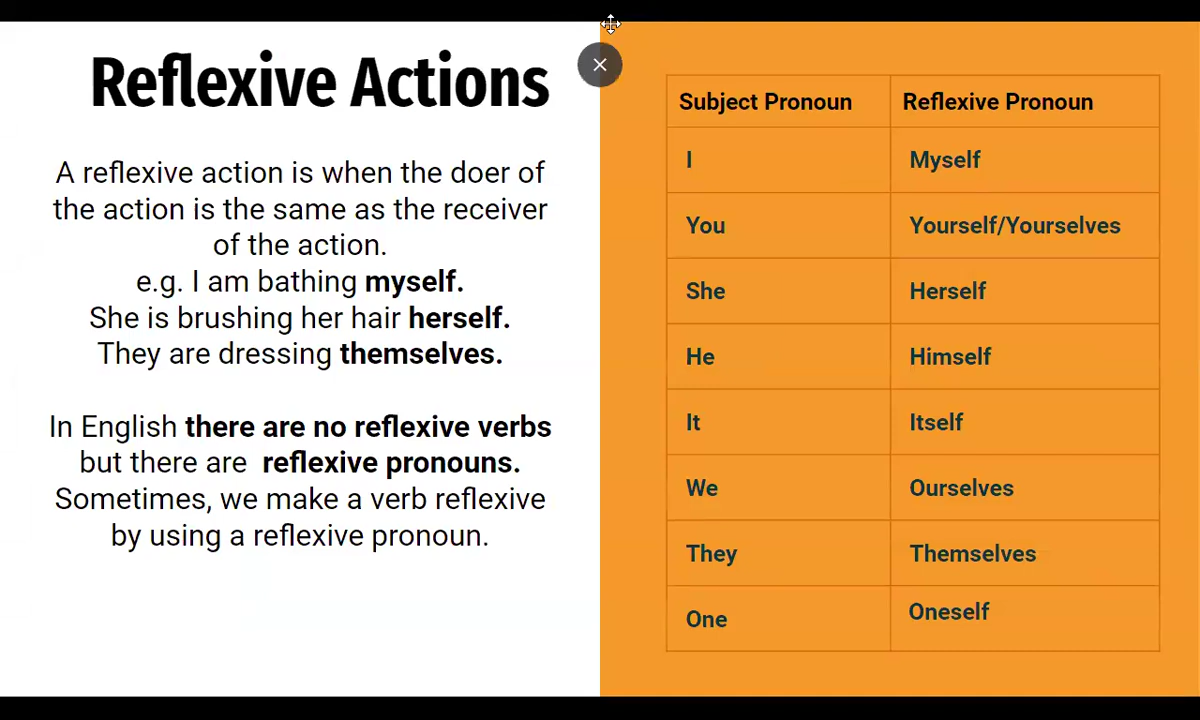 Reflexive Actions
A reflexive action is when the doer of
the action is the same as the receiver
of the action.
e.g. I am bathing myself.
She is brushing her hair herself.
They are dressing themselves.
In English there are no reflexive verbs
but there are reflexive pronouns.
Sometimes, we make a verb reflexive
by using a reflexive pronoun.
Subject Pronoun Reflexive Pronoun
I Myself
You Yourself/Yourselves
She Herself
He Himself
It Itself
We Ourselves
They Themselves
One Oneself